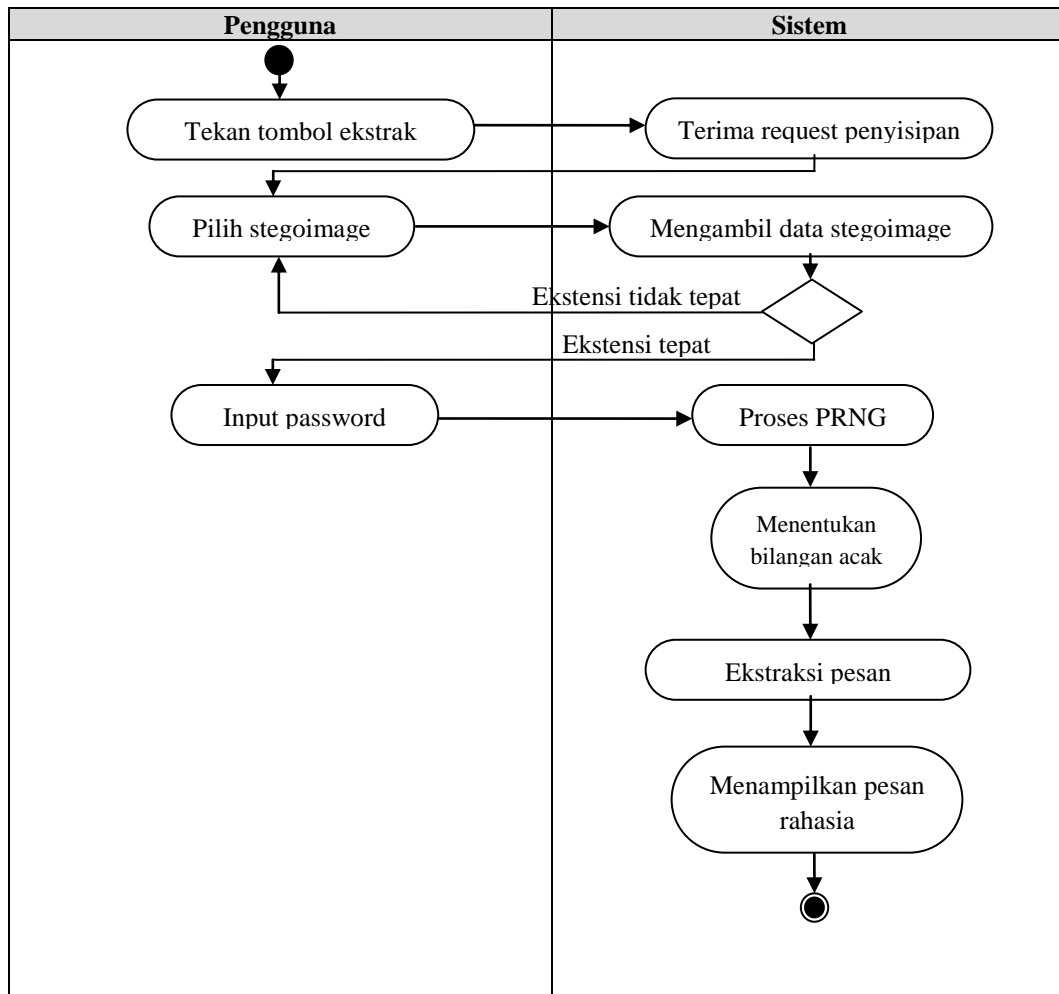 Pengguna
Sistem
Tekan tombol ekstrak
Terima request penyisipan
Pilih stegoimage
Mengambil data stegoimage
Ekstensi tidak tepat
Ekstensi tepat
Input password
Proses PRNG
Menentukan
bilangan acak
Ekstraksi pesan
Menampilkan pesan
rahasia